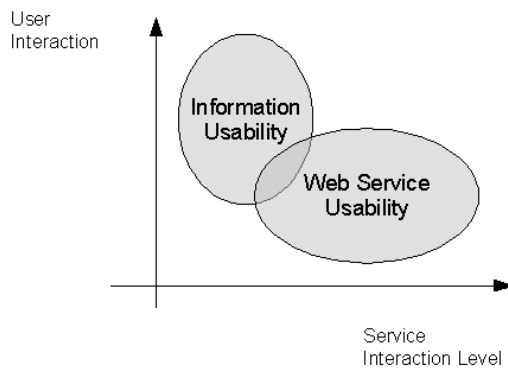 User
Interaction
Information
Usability
Web Service
Usability
Service
Interaction Level